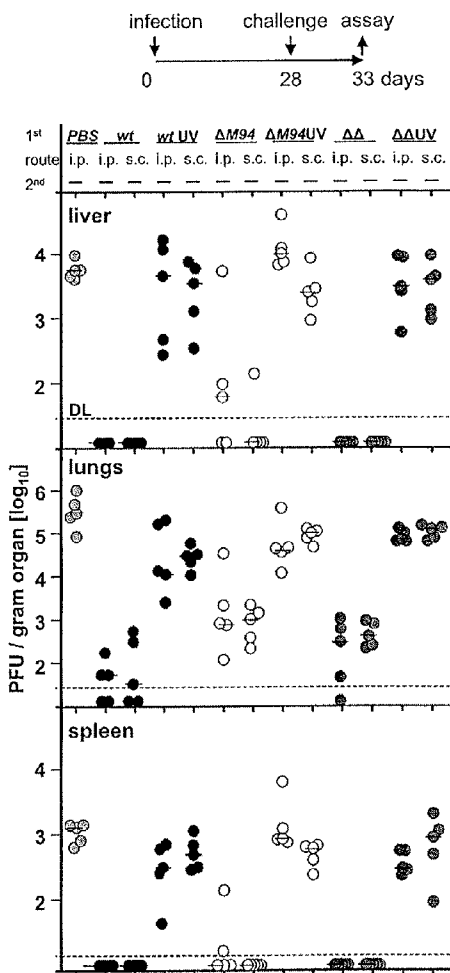 infection challenge assay
0 28 33 days
1st PBS wt wt UV ΔM94 ΔM94UV ΔΔ ΔΔUV
route i.p. i.p. s.c. i.p. s.c. i.p. s.c. i.p. s.c. i.p. s.c. i.p. s.c.
2nd – – – – – – – – – – – – –
liver
4
3
2
DL
PFU / gram organ [log10]
lungs
6
5
4
3
2
spleen
4
3
2